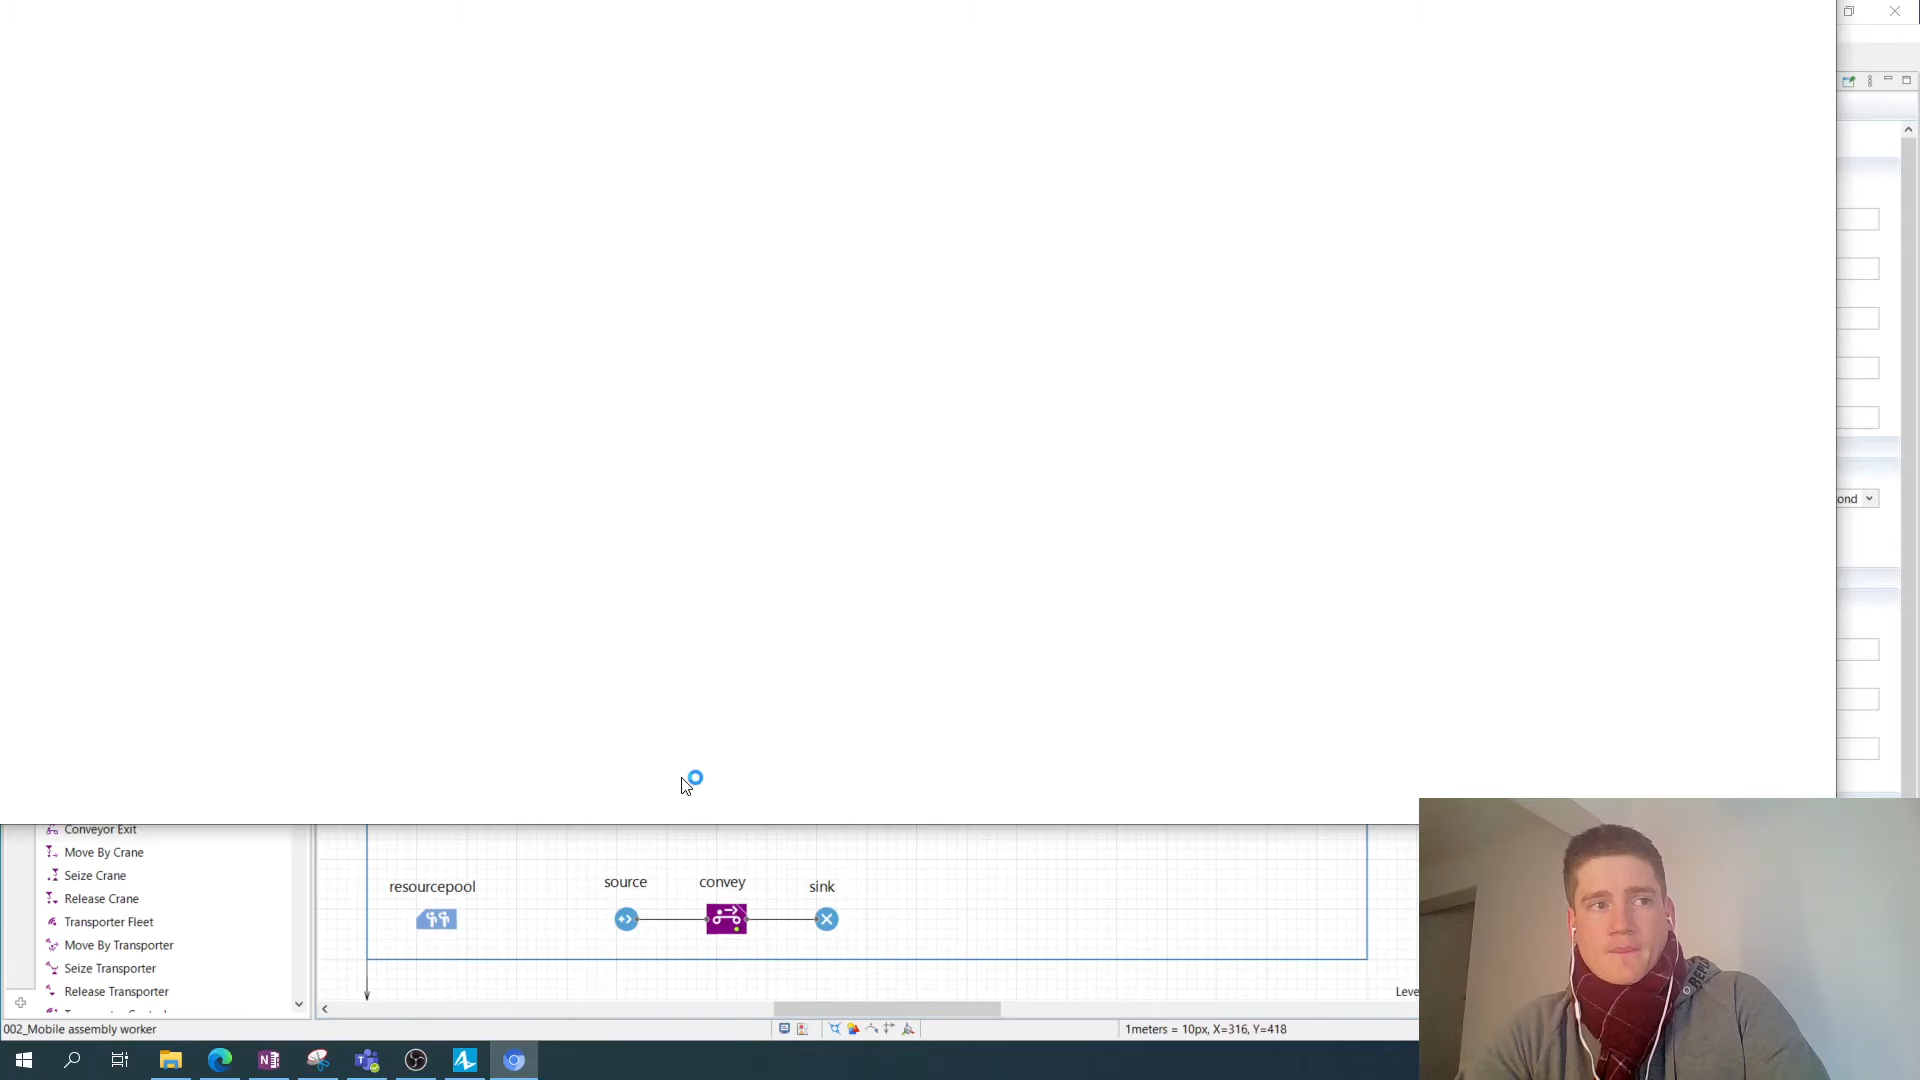 ond
Conveyor Exit
Move By Crane
Seize Crane
Release Crane
Transporter Fleet
Move By Transporter
Seize Transporter
Release Transporter
resourcepool
source
convey
sink
Leve
002_Mobile assembly worker
1meters = 10px, X=316, Y=418